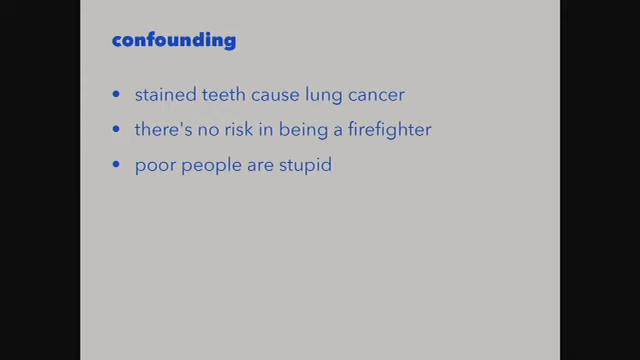 confounding
• stained teeth cause lung cancer
• there's no risk in being a firefighter
• poor people are stupid